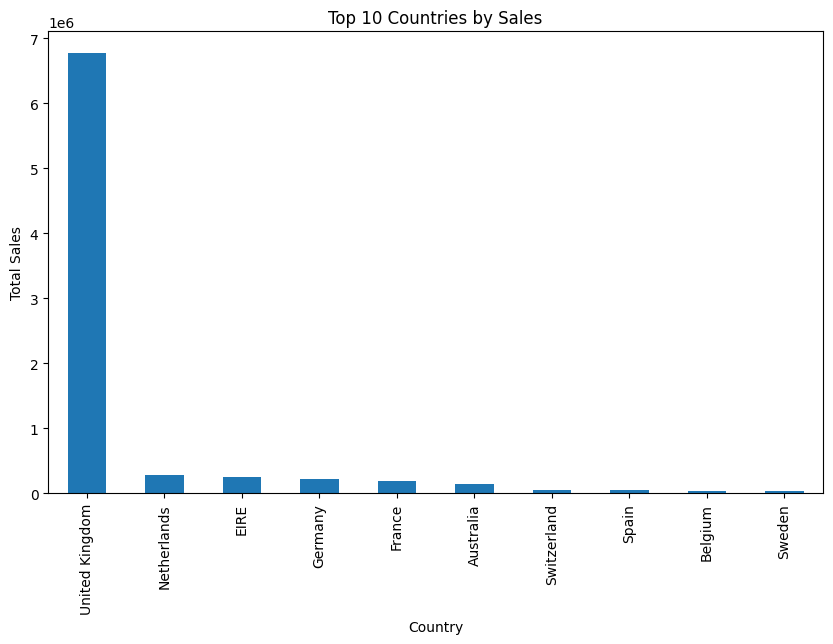 Top 10 Countries by Sales
1e6
7
6
5
4
3
2
1
0
Total Sales
United Kingdom
Netherlands
EIRE
Germany
France
Australia
Switzerland
Spain
Belgium
Sweden
Country